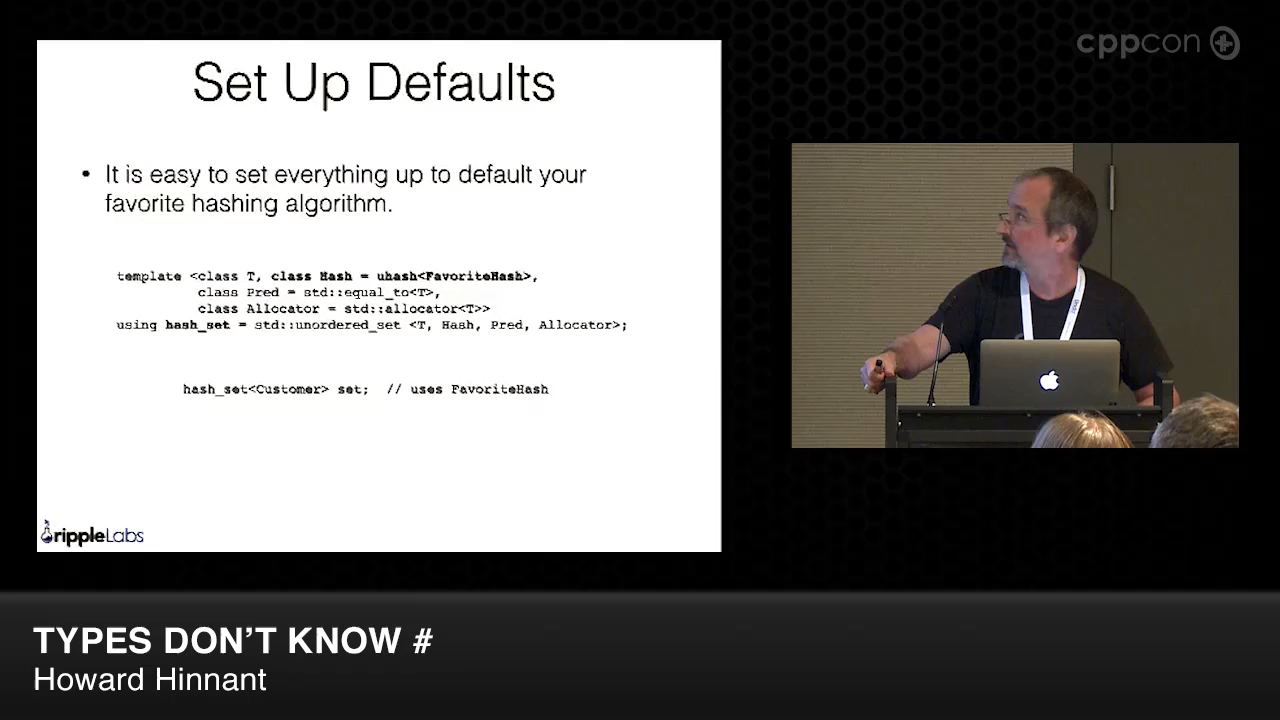 cppcon
Set Up Defaults
• It is easy to set everything up to default your
favorite hashing algorithm.
template <class T, class Hash = uhash<FavoriteHash>,
class Pred = std::equal_to<T>,
class Allocator = std::allocator<T>>
using hash_set = std::unordered_set <T, Hash, Pred, Allocator>;
hash_set<Customer> set;  // uses FavoriteHash
rippleLabs
TYPES DON'T KNOW #
Howard Hinnant